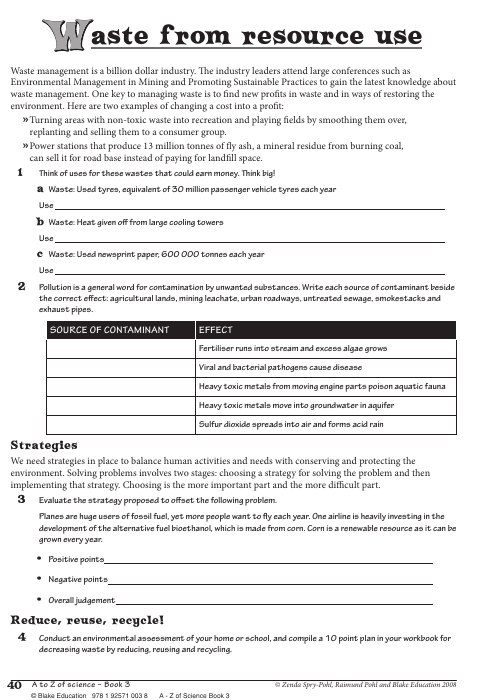 Waste from resource use
Waste management is a billion dollar industry. The industry leaders attend large conferences such as
Environmental Management in Mining and Promoting Sustainable Practices to gain the latest knowledge about
waste management. One key to managing waste is to find new profits in waste and in ways of restoring the
environment. Here are two examples of changing a cost into a profit:
» Turning areas with non-toxic waste into recreation and playing fields by smoothing them over,
replanting and selling them to a consumer group.
» Power stations that produce 13 million tonnes of fly ash, a mineral residue from burning coal,
can sell it for road base instead of paying for landfill space.
1 Think of uses for these wastes that could earn money. Think big!
a Waste: Used tyres, equivalent of 30 million passenger vehicle tyres each year
Use
b Waste: Heat given off from large cooling towers
Use
c Waste: Used newsprint paper, 600 000 tonnes each year
Use
2 Pollution is a general word for contamination by unwanted substances. Write each source of contaminant beside
the correct effect: agricultural lands, mining leachate, urban roadways, untreated sewage, smokestacks and
exhaust pipes.
SOURCE OF CONTAMINANT EFFECT
Fertiliser runs into stream and excess algae grows
Viral and bacterial pathogens cause disease
Heavy toxic metals from moving engine parts poison aquatic fauna
Heavy toxic metals move into groundwater in aquifer
Sulfur dioxide spreads into air and forms acid rain
Strategies
We need strategies in place to balance human activities and needs with conserving and protecting the
environment. Solving problems involves two stages: choosing a strategy for solving the problem and then
implementing that strategy. Choosing is the more important part and the more difficult part.
3 Evaluate the strategy proposed to offset the following problem.
Planes are huge users of fossil fuel, yet more people want to fly each year. One airline is heavily investing in the
development of the alternative fuel bioethanol, which is made from corn. Corn is a renewable resource as it can be
grown every year.
• Positive points
• Negative points
• Overall judgement
Reduce, reuse, recycle!
4 Conduct an environmental assessment of your home or school, and compile a 10 point plan in your workbook for
decreasing waste by reducing, reusing and recycling.
40 A to Z of science – Book 3 © Zenda Spry-Pohl, Raimund Pohl and Blake Education 2008
© Blake Education 978 1 92571 003 8 A - Z of Science Book 3